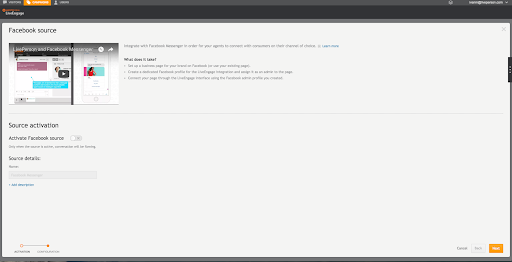 LiveEngage
Facebook source
LivePerson and Facebook Messenger
Integrate with Facebook Messenger in order for your agents to connect with consumers on their channel of choice. Learn more
What does it take?
Set up a business page for your brand on Facebook (or use your existing page).
Create a dedicated Facebook profile for the LiveEngage integration and assign it as an editor to the page.
Connect your page through the LiveEngage interface using the Facebook admin profile you created.
Source activation
Activate Facebook source
Only when the source is active, conversation will be flowing.
Source details:
Name:
Facebook Messenger
+ Add description
ACTIVATION
CONFIGURATION
Cancel
Back
Next